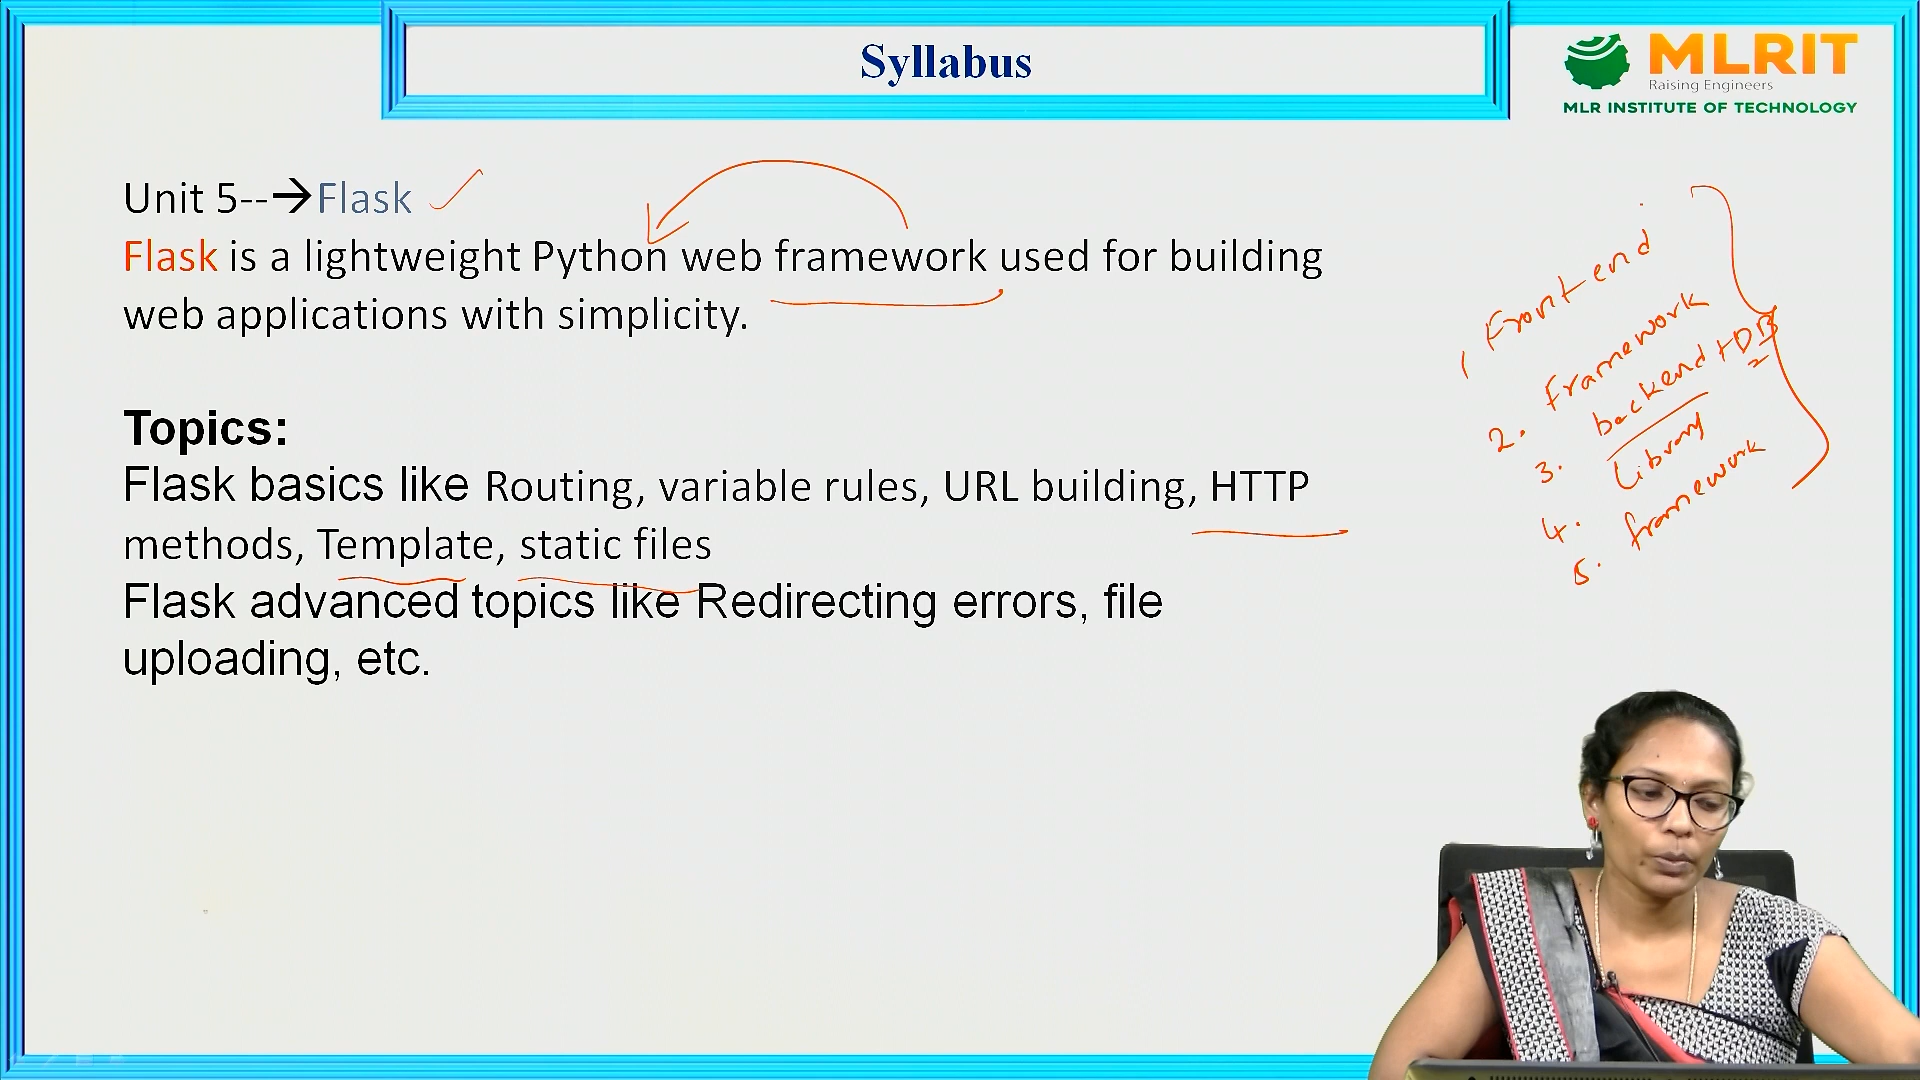 Syllabus
MLRIT
Raising Engineers
MLR INSTITUTE OF TECHNOLOGY
Unit 5--→Flask
Flask is a lightweight Python web framework used for building
web applications with simplicity.
Topics:
Flask basics like Routing, variable rules, URL building, HTTP
methods, Template, static files
Flask advanced topics like Redirecting errors, file
uploading, etc.
1, Frontend
2. Framework
3. backend + DB
4. Library
5. framework